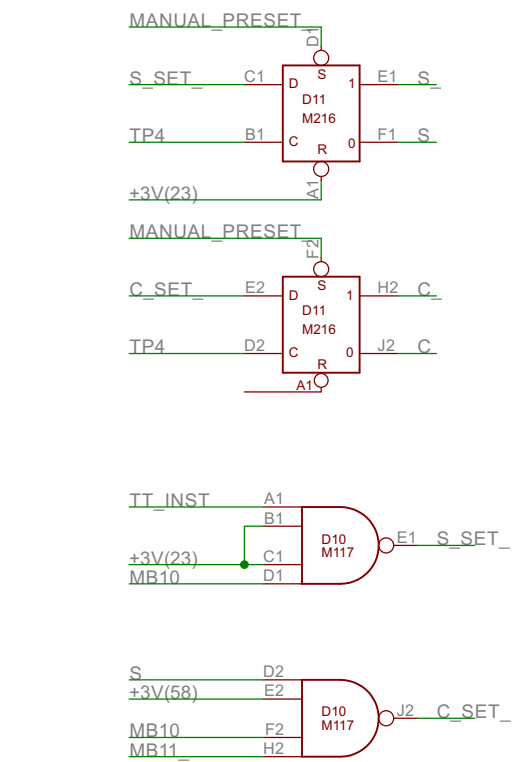 MANUAL_PRESET_
D1
S_SET_ C1 D S 1 E1 S_
D11
M216
TP4 B1 C R 0 F1 S
+3V(23) A1
MANUAL_PRESET_
F2
C_SET_ E2 D S 1 H2 C_
D11
M216
TP4 D2 C R 0 J2 C
A1
TT_INST A1
B1
D10 E1 S_SET_
M117
+3V(23) C1
MB10 D1
S D2
+3V(58) E2
D10 J2 C_SET_
M117
MB10 F2
MB11_ H2